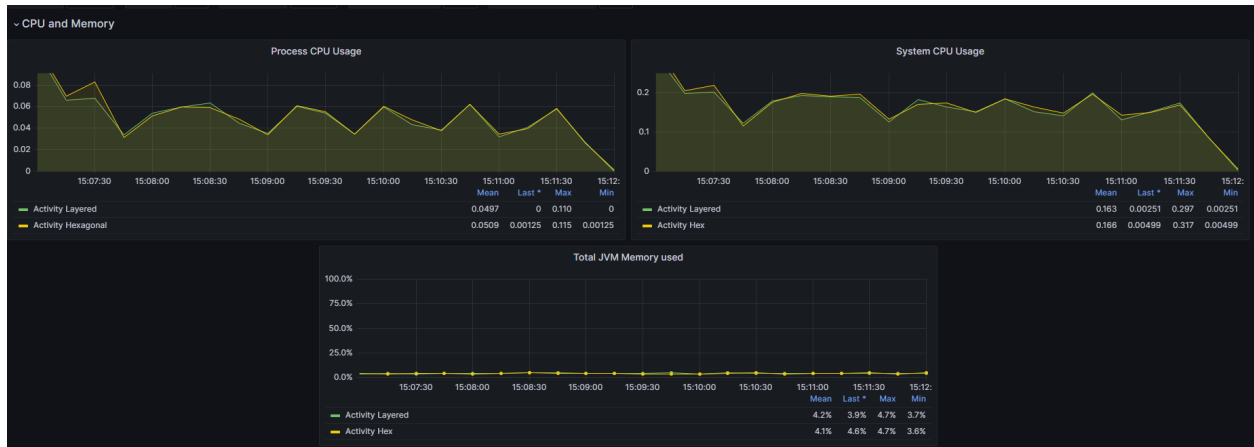 CPU and Memory
Process CPU Usage
0.08
0.06
0.04
0.02
0
15:07:30 15:08:00 15:08:30 15:09:00 15:09:30 15:10:00 15:10:30 15:11:00 15:11:30 15:12:
Mean Last * Max Min
Activity Layered 0.0497 0 0.110 0
Activity Hexagonal 0.0509 0.00125 0.115 0.00125
System CPU Usage
0.2
0.1
0
15:07:30 15:08:00 15:08:30 15:09:00 15:09:30 15:10:00 15:10:30 15:11:00 15:11:30 15:12:
Mean Last * Max Min
Activity Layered 0.163 0.00251 0.297 0.00251
Activity Hex 0.166 0.00499 0.317 0.00499
Total JVM Memory used
100.0%
75.0%
50.0%
25.0%
0.0%
15:07:30 15:08:00 15:08:30 15:09:00 15:09:30 15:10:00 15:10:30 15:11:00 15:11:30 15:12:
Mean Last * Max Min
Activity Layered 4.2% 3.9% 4.7% 3.7%
Activity Hex 4.1% 4.6% 4.7% 3.6%